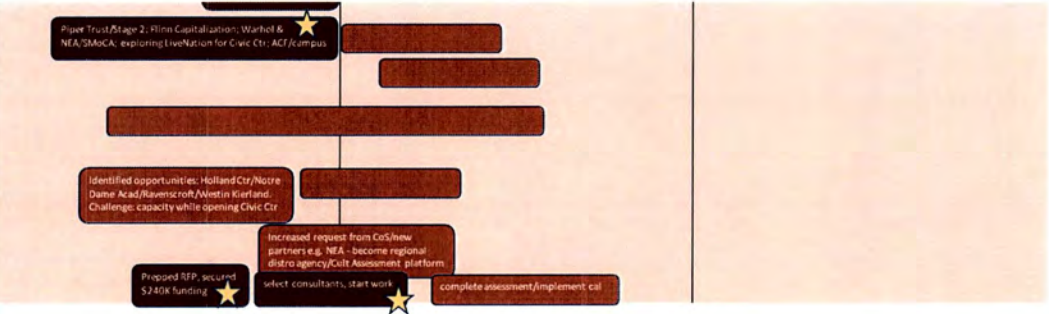 Piper Trust/Stage 2; Flinn Capitalization; Warhol &
NEA/SMoCA; exploring LiveNation for Civic Ctr; ACF/campus
Identified opportunities: Holland Ctr/Notre
Dame Acad/Ravenscroft/Westin Kierland.
Challenge: capacity while opening Civic Ctr
Increased request from CoS/new
partners e.g. NEA - become regional
distro agency/Cult Assessment platform
Prepped RFP, secured
$240K funding
select consultants, start work
complete assessment/implement cal